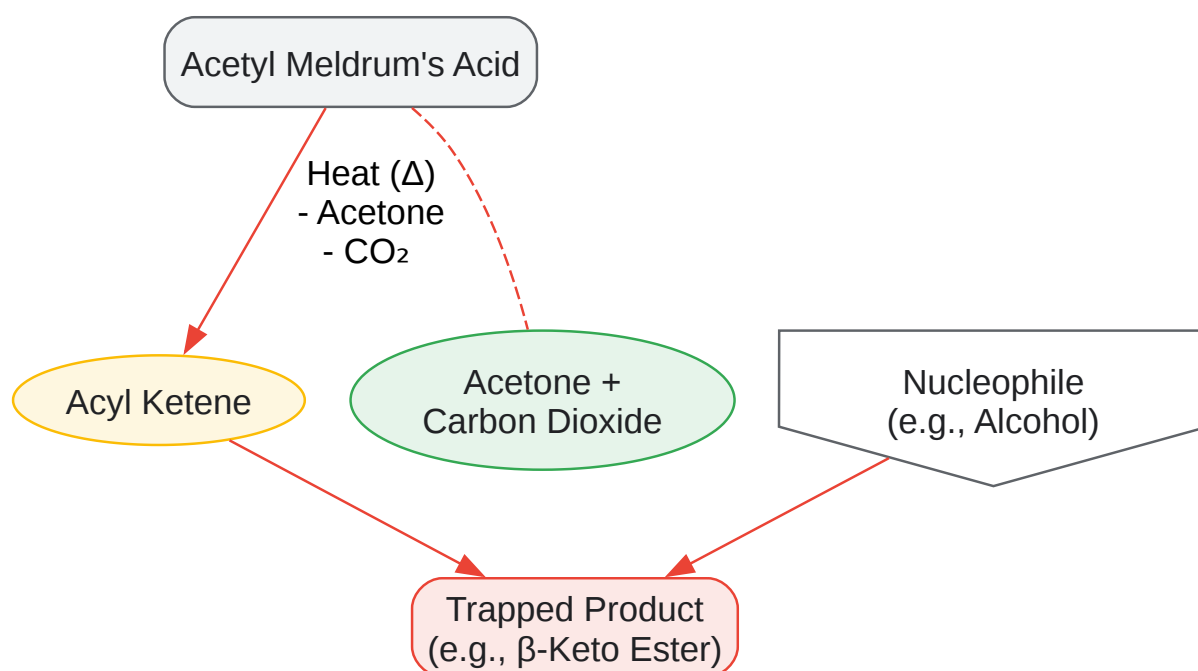 Acetyl Meldrum's Acid
Heat (Δ)
- Acetone
- CO₂
Acyl Ketene
Acetone +
Carbon Dioxide
Nucleophile
(e.g., Alcohol)
Trapped Product
(e.g., β-Keto Ester)